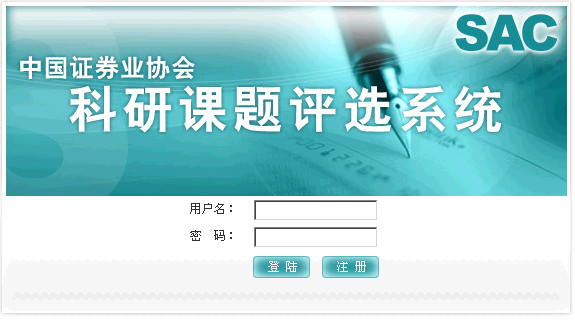 SAC
中国证券业协会
科研课题评选系统
用户名：
密 码：
登 陆 注 册